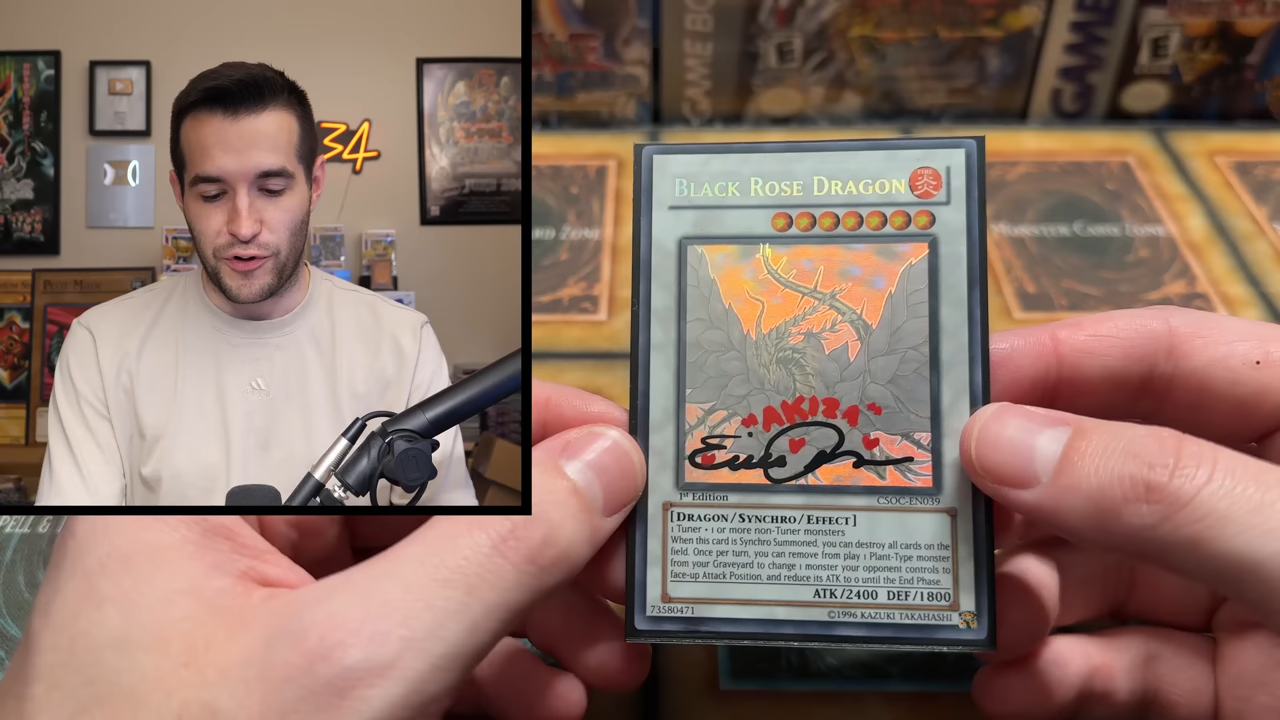 34
GAME BOY
E
GAME
E
MONSTER CARD ZONE
BLACK ROSE DRAGON
FIRE
炎
"AKIZA"
1st Edition
CSOC-EN039
[DRAGON/SYNCHRO/EFFECT]
1 Tuner + 1 or more non-Tuner monsters
When this card is Synchro Summoned, you can destroy all cards on the
field. Once per turn, you can remove from play 1 Plant-Type monster
from your Graveyard to change 1 monster your opponent controls to
face-up Attack Position, and reduce its ATK to 0 until the End Phase.
ATK/2400 DEF/1800
73580471
©1996 KAZUKI TAKAHASHI